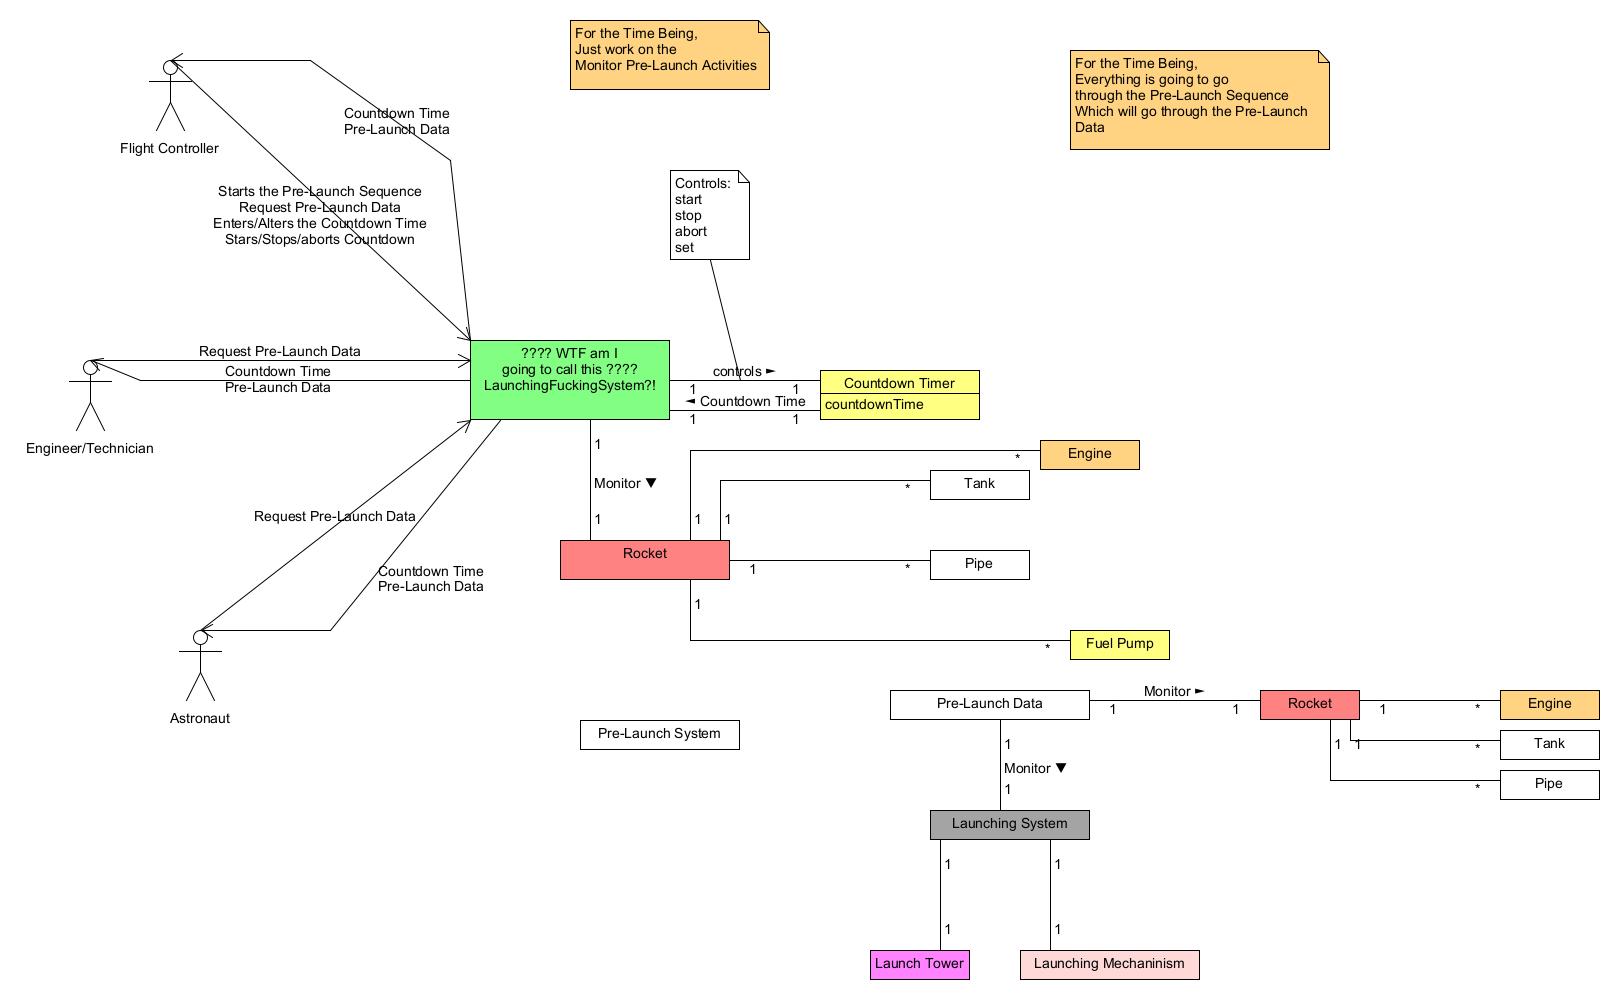 For the Time Being,
Just work on the
Monitor Pre-Launch Activities
For the Time Being,
Everything is going to go
through the Pre-Launch Sequence
Which will go through the Pre-Launch
Data
Countdown Time
Pre-Launch Data
Flight Controller
Controls:
start
stop
abort
set
Starts the Pre-Launch Sequence
Request Pre-Launch Data
Enters/Alters the Countdown Time
Stars/Stops/aborts Countdown
Request Pre-Launch Data
Countdown Time
Pre-Launch Data
Engineer/Technician
???? WTF am I
going to call this ????
LaunchingFuckingSystem?!
controls ►
1 1
◄ Countdown Time
1 1
Countdown Timer
countdownTime
1
Monitor ▼
1
1
1
*
Engine
*
Tank
Rocket
1
*
Pipe
1
*
Fuel Pump
Request Pre-Launch Data
Countdown Time
Pre-Launch Data
Astronaut
Pre-Launch System
Pre-Launch Data
Monitor ►
1 1
Rocket
1 *
Engine
1 1
*
Tank
*
Pipe
1
Monitor ▼
1
Launching System
1 1
1 1
Launch Tower
Launching Mechaninism